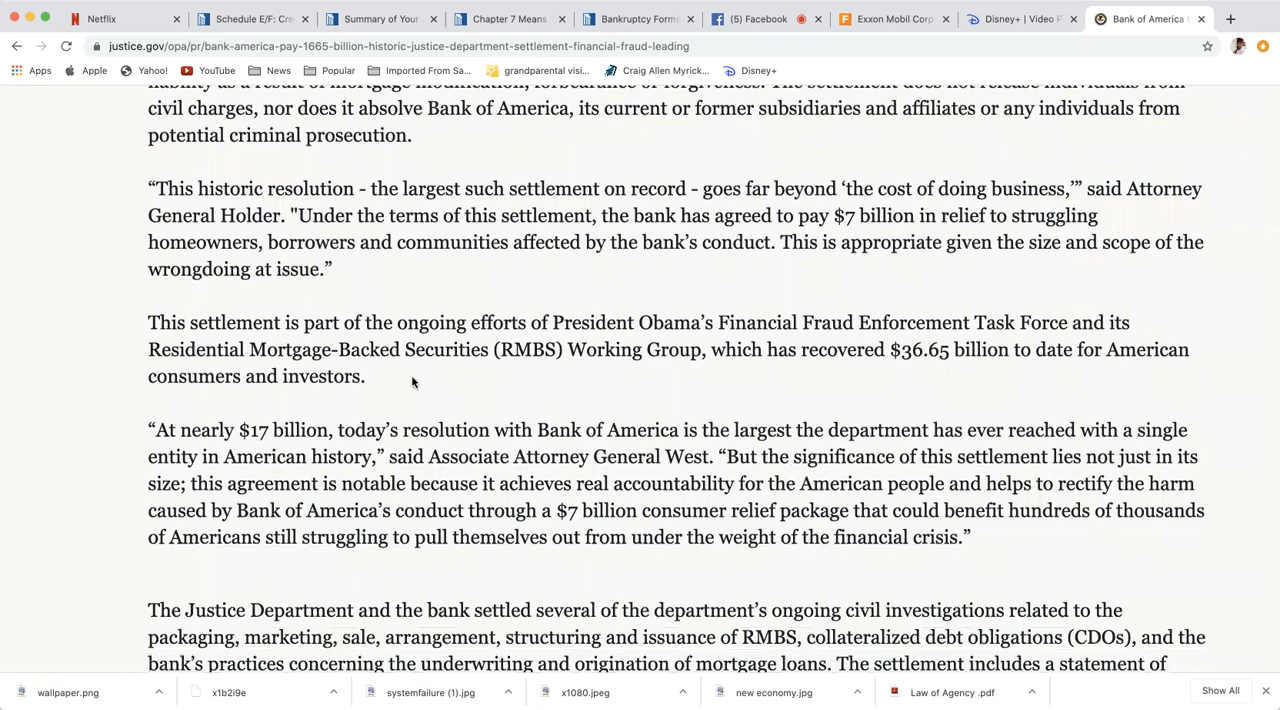 Netflix
Schedule E/F: Cre
Summary of Your
Chapter 7 Means
Bankruptcy Forms
(5) Facebook
Exxon Mobil Corp
Disney+ | Video P
Bank of America t
justice.gov/opa/pr/bank-america-pay-1665-billion-historic-justice-department-settlement-financial-fraud-leading
Apps
Apple
Yahoo!
YouTube
News
Popular
Imported From Sa...
grandparental visi...
Craig Allen Myrick...
Disney+
liability as a result of mortgage modification, forbearance or forgiveness. The settlement does not release individuals from
civil charges, nor does it absolve Bank of America, its current or former subsidiaries and affiliates or any individuals from
potential criminal prosecution.
“This historic resolution - the largest such settlement on record - goes far beyond ‘the cost of doing business,’” said Attorney
General Holder. "Under the terms of this settlement, the bank has agreed to pay $7 billion in relief to struggling
homeowners, borrowers and communities affected by the bank’s conduct. This is appropriate given the size and scope of the
wrongdoing at issue.”
This settlement is part of the ongoing efforts of President Obama’s Financial Fraud Enforcement Task Force and its
Residential Mortgage-Backed Securities (RMBS) Working Group, which has recovered $36.65 billion to date for American
consumers and investors.
“At nearly $17 billion, today’s resolution with Bank of America is the largest the department has ever reached with a single
entity in American history,” said Associate Attorney General West. “But the significance of this settlement lies not just in its
size; this agreement is notable because it achieves real accountability for the American people and helps to rectify the harm
caused by Bank of America’s conduct through a $7 billion consumer relief package that could benefit hundreds of thousands
of Americans still struggling to pull themselves out from under the weight of the financial crisis.”
The Justice Department and the bank settled several of the department’s ongoing civil investigations related to the
packaging, marketing, sale, arrangement, structuring and issuance of RMBS, collateralized debt obligations (CDOs), and the
bank’s practices concerning the underwriting and origination of mortgage loans. The settlement includes a statement of
wallpaper.png
x1b2i9e
systemfailure (1).jpg
x1080.jpeg
new economy.jpg
Law of Agency .pdf
Show All